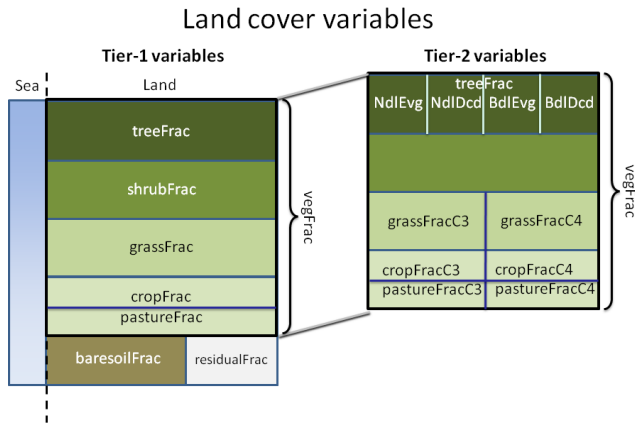 Land cover variables
Tier-1 variables
Tier-2 variables
Sea
Land
treeFrac
shrubFrac
grassFrac
cropFrac
pastureFrac
baresoilFrac
residualFrac
vegFrac
treeFrac
NdlEvg
NdlDcd
BdlEvg
BdlDcd
grassFracC3
grassFracC4
cropFracC3
cropFracC4
pastureFracC3
pastureFracC4
vegFrac